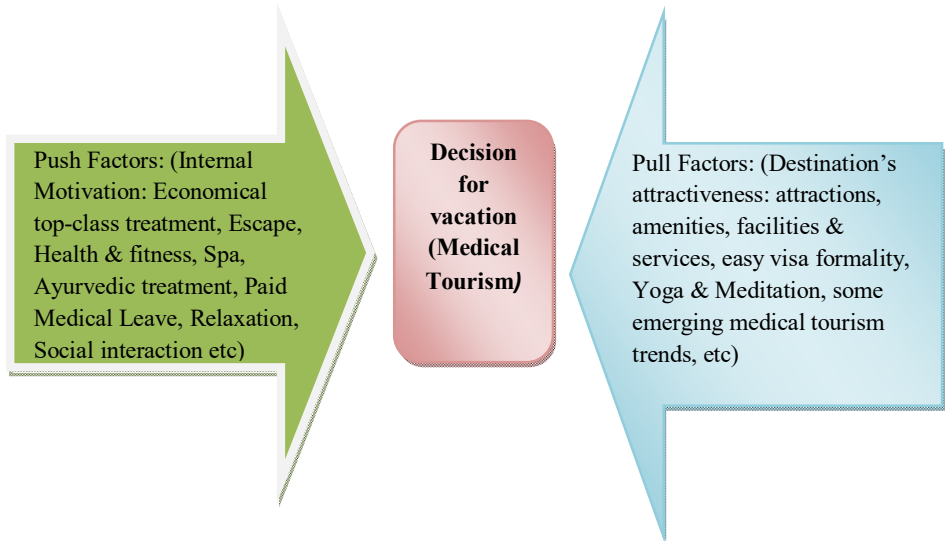 Push Factors: (Internal
Motivation: Economical
top-class treatment, Escape,
Health & fitness, Spa,
Ayurvedic treatment, Paid
Medical Leave, Relaxation,
Social interaction etc)
Decision
for
vacation
(Medical
Tourism)
Pull Factors: (Destination’s
attractiveness: attractions,
amenities, facilities &
services, easy visa formality,
Yoga & Meditation, some
emerging medical tourism
trends, etc)